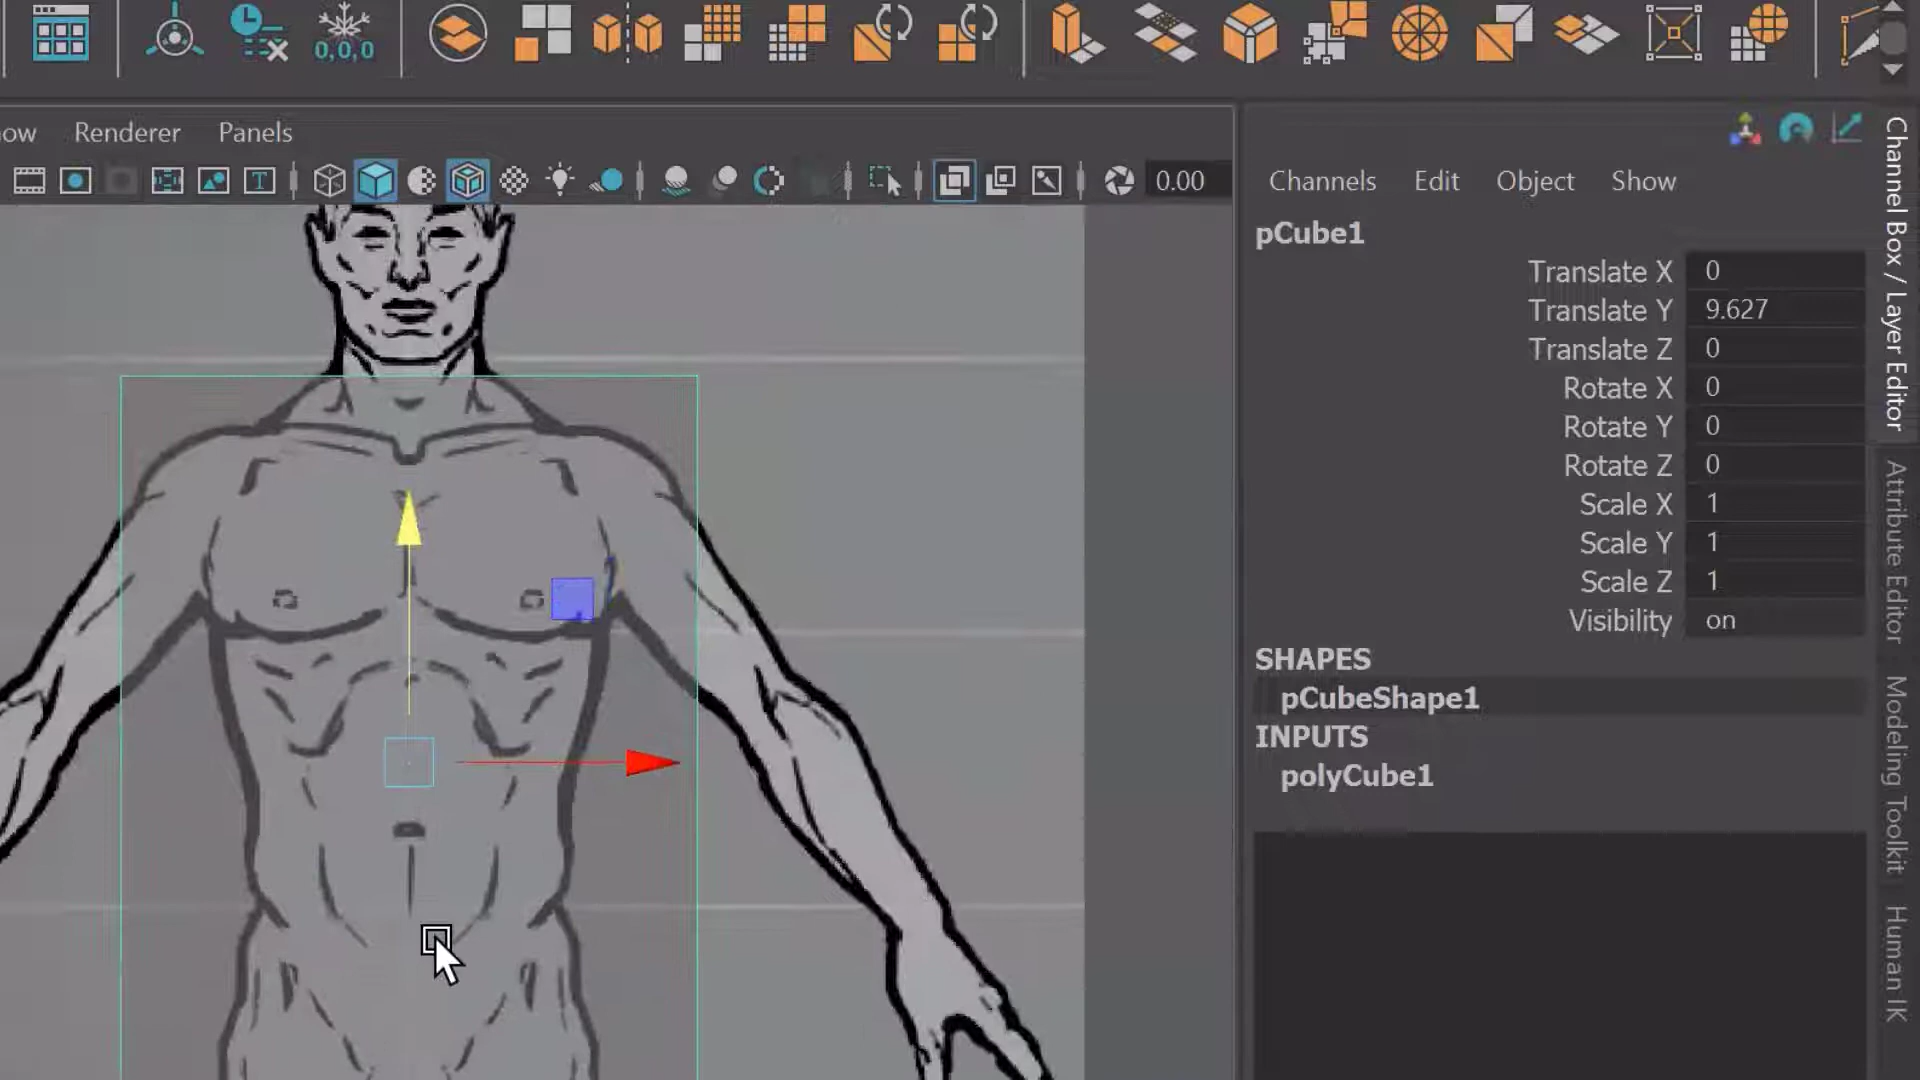 0,0,0
ow Renderer Panels
T
0.00
Channels Edit Object Show
pCube1
Translate X 0
Translate Y 9.627
Translate Z 0
Rotate X 0
Rotate Y 0
Rotate Z 0
Scale X 1
Scale Y 1
Scale Z 1
Visibility on
SHAPES
pCubeShape1
INPUTS
polyCube1
Channel Box / Layer Editor
Attribute Editor
Modeling Toolkit
Human IK